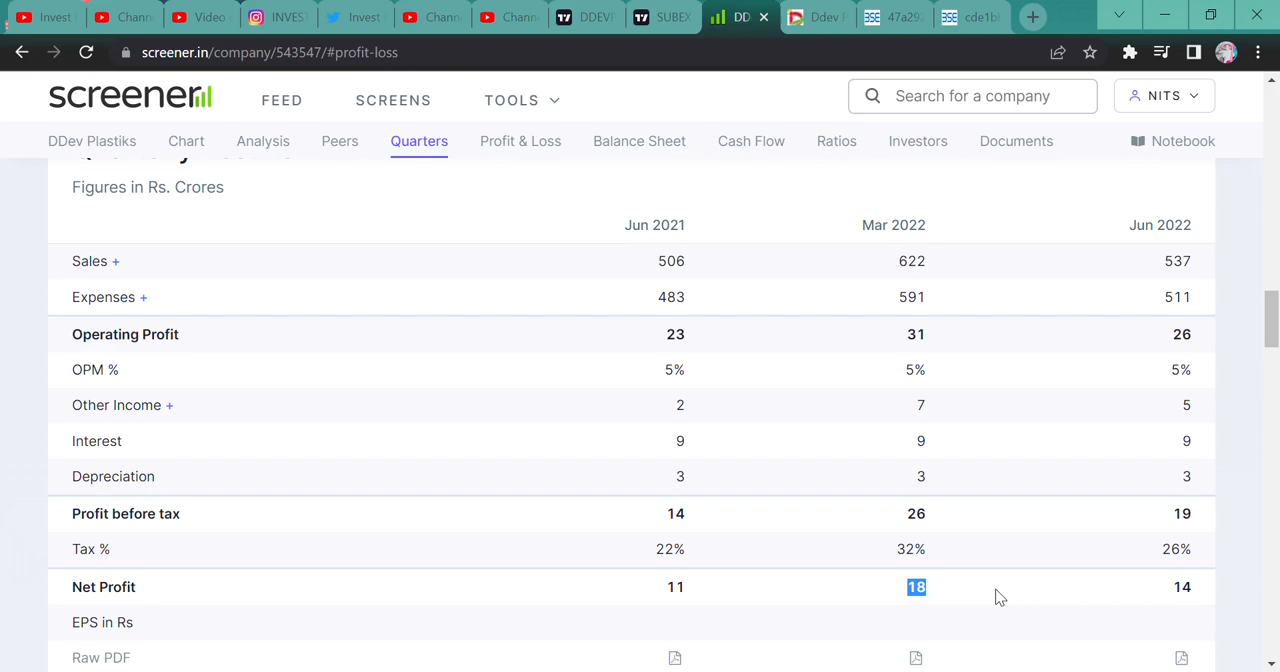 Invest
Chann
Video
INVES
Invest
Chann
Chann
DDEVP
SUBEX
DD
Ddev P
47a29
cde1b
screener.in/company/543547/#profit-loss
screener
FEED
SCREENS
TOOLS
Search for a company
NITS
DDev Plastiks
Chart
Analysis
Peers
Quarters
Profit & Loss
Balance Sheet
Cash Flow
Ratios
Investors
Documents
Notebook
Figures in Rs. Crores
Jun 2021 Mar 2022 Jun 2022
Sales + 506 622 537
Expenses + 483 591 511
Operating Profit 23 31 26
OPM % 5% 5% 5%
Other Income + 2 7 5
Interest 9 9 9
Depreciation 3 3 3
Profit before tax 14 26 19
Tax % 22% 32% 26%
Net Profit 11 18 14
EPS in Rs
Raw PDF